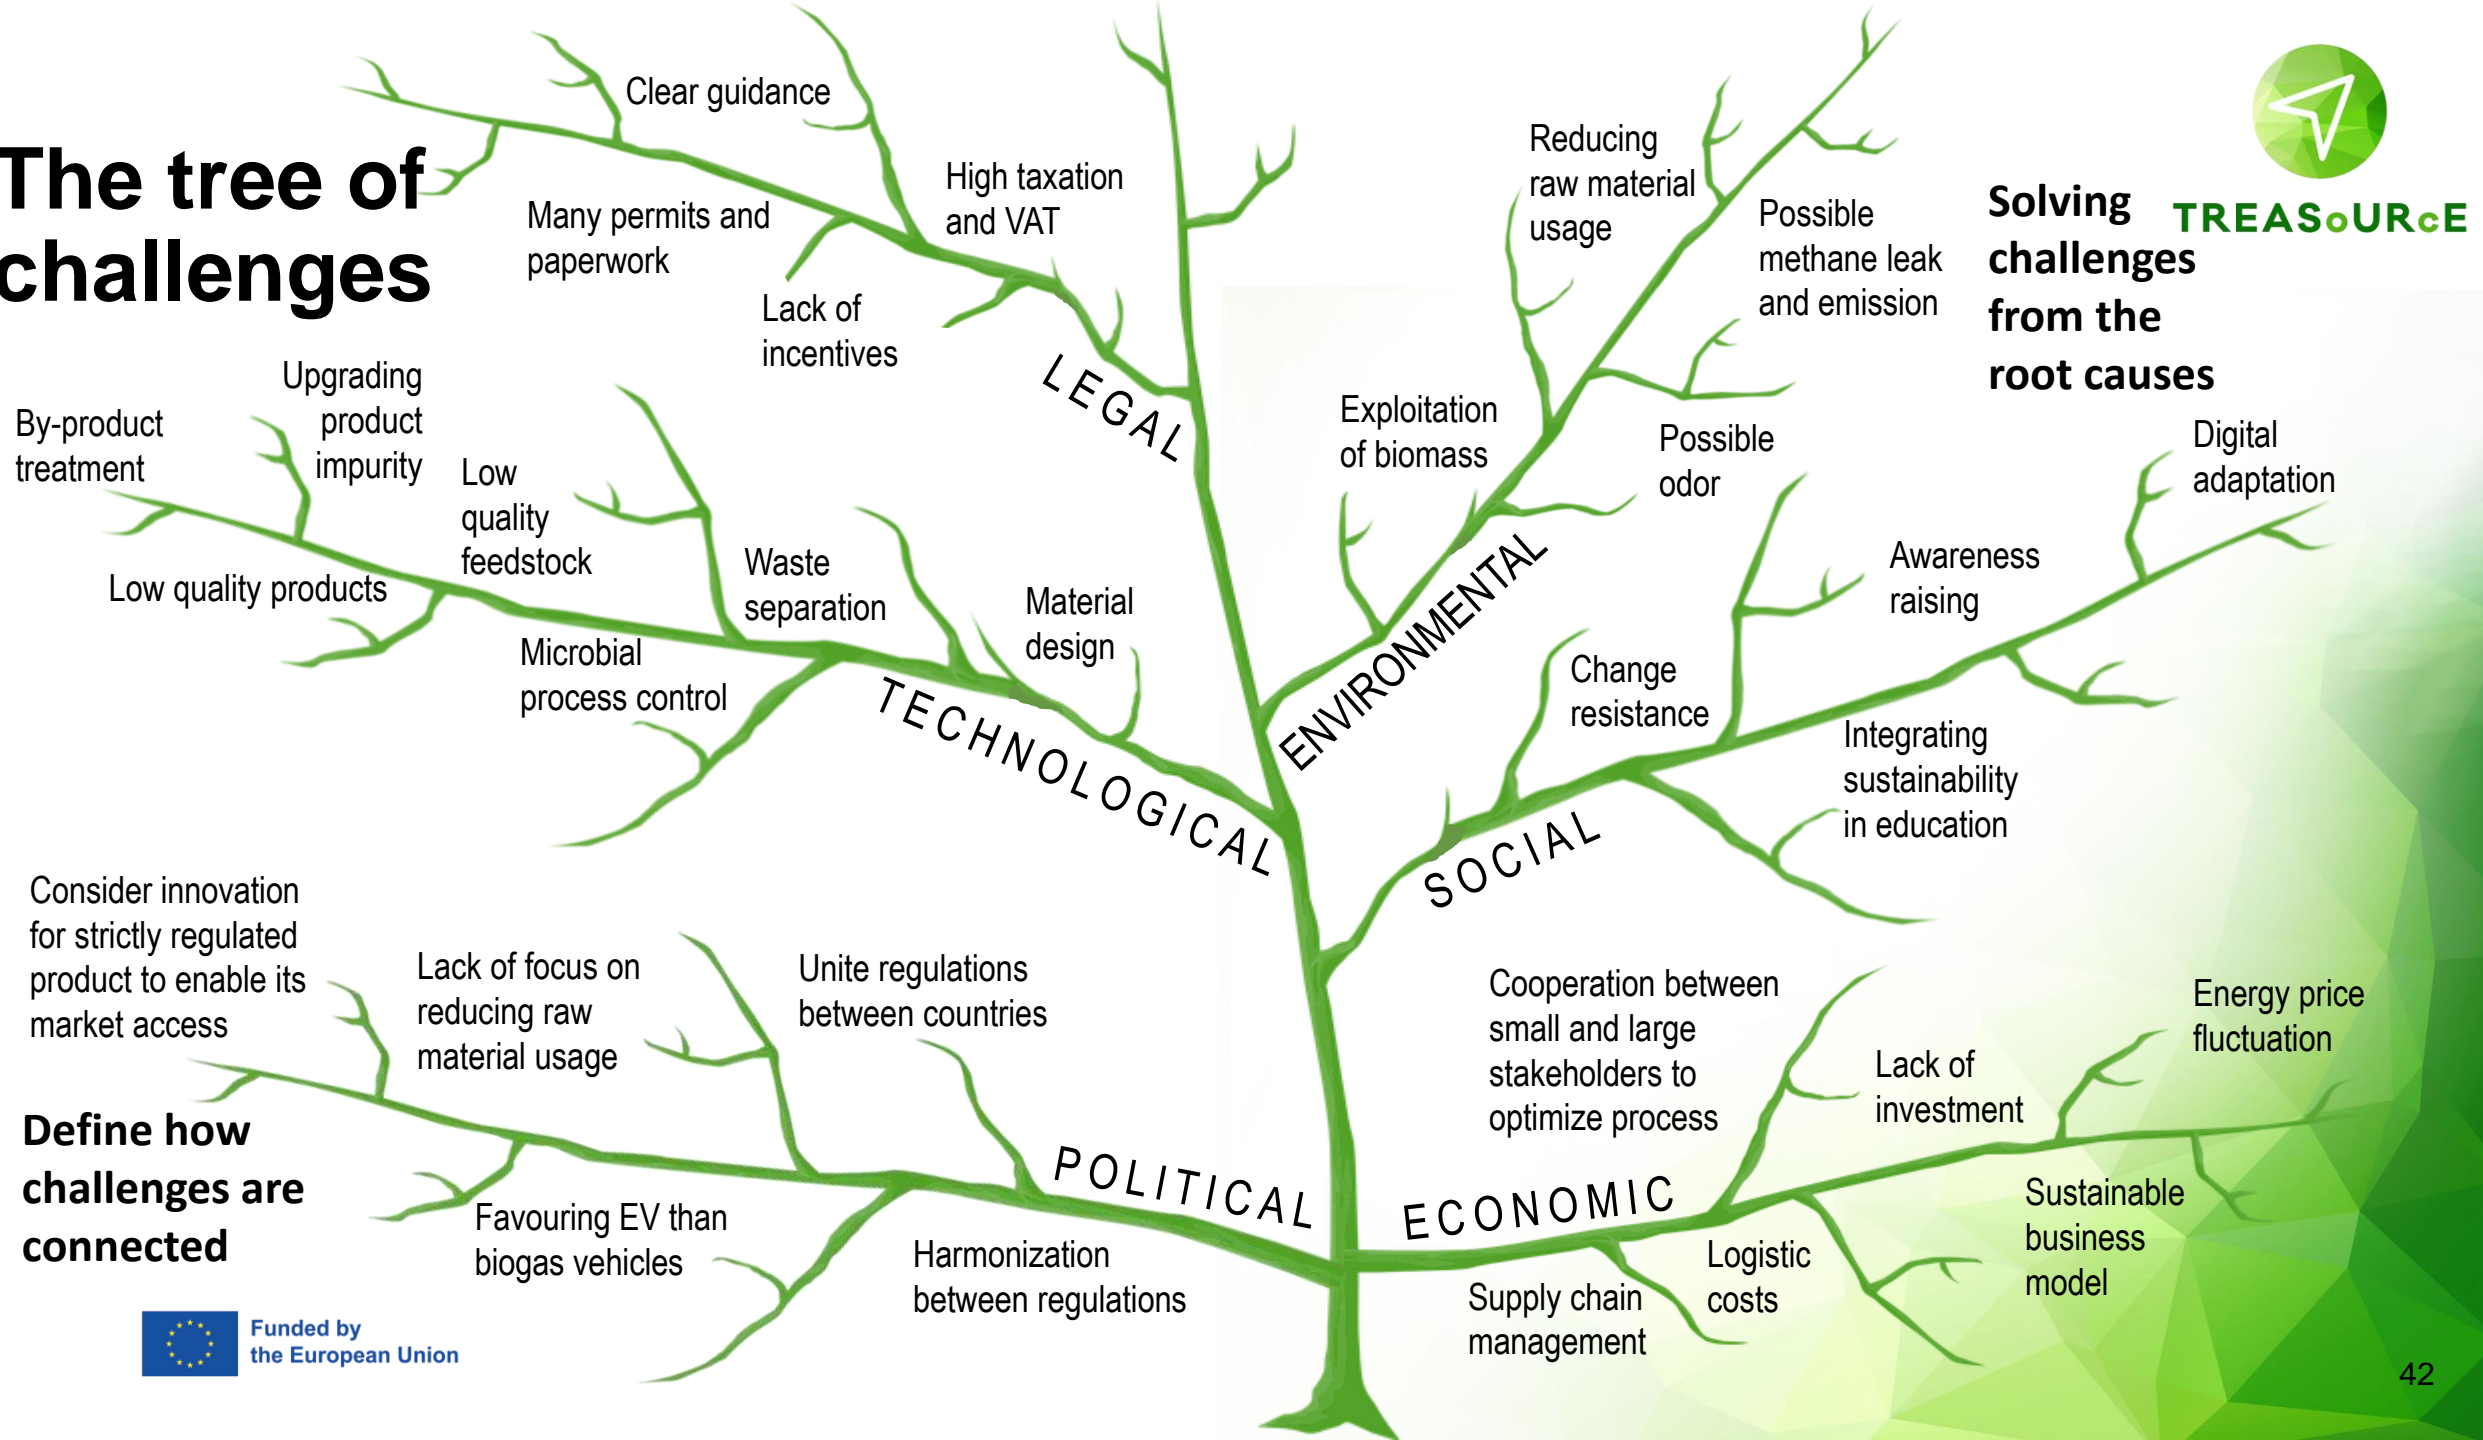 The tree of
challenges
Clear guidance
Many permits and
paperwork
High taxation
and VAT
Lack of
incentives
LEGAL
Reducing
raw material
usage
Possible
methane leak
and emission
Exploitation
of biomass
Possible
odor
ENVIRONMENTAL
TREASoURcE
Solving
challenges
from the
root causes
By-product
treatment
Upgrading
product
impurity
Low
quality
feedstock
Low quality products
Waste
separation
Microbial
process control
Material
design
TECHNOLOGICAL
Digital
adaptation
Awareness
raising
Change
resistance
Integrating
sustainability
in education
SOCIAL
Consider innovation
for strictly regulated
product to enable its
market access
Lack of focus on
reducing raw
material usage
Unite regulations
between countries
Favouring EV than
biogas vehicles
Harmonization
between regulations
POLITICAL
Cooperation between
small and large
stakeholders to
optimize process
Lack of
investment
Energy price
fluctuation
Sustainable
business
model
Logistic
costs
Supply chain
management
ECONOMIC
Define how
challenges are
connected
Funded by
the European Union
42